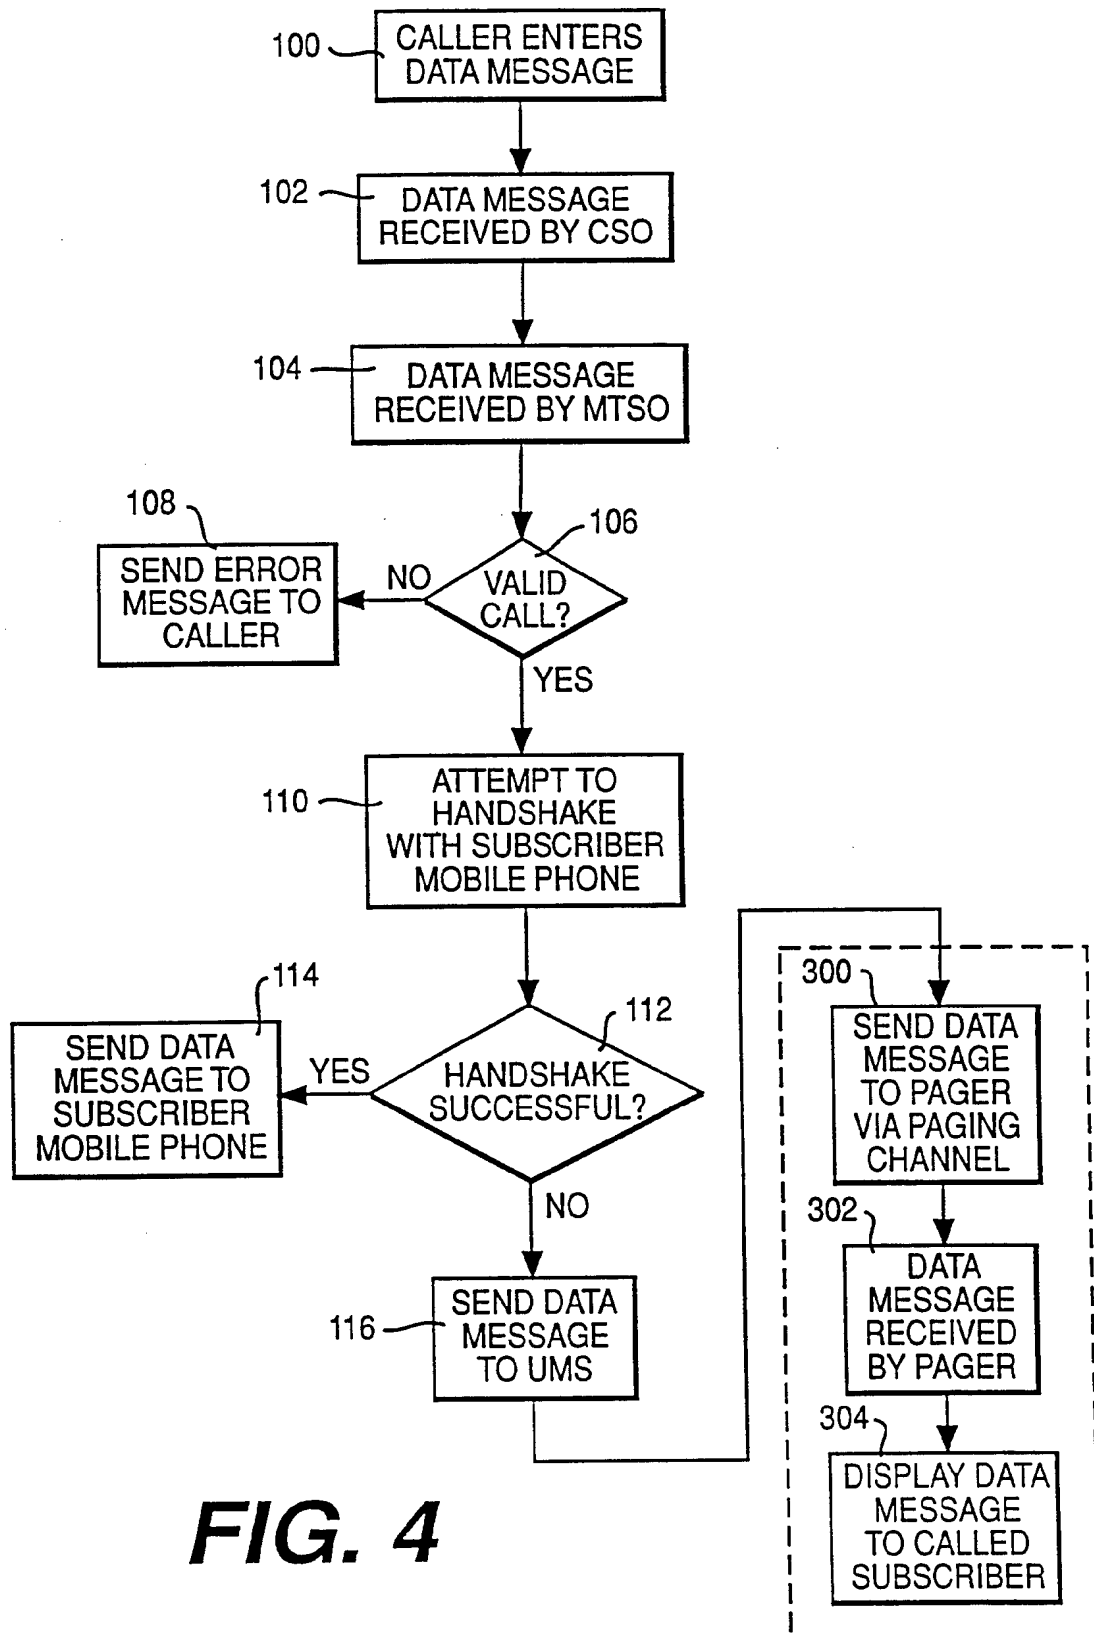 100
CALLER ENTERS
DATA MESSAGE
102
DATA MESSAGE
RECEIVED BY CSO
104
DATA MESSAGE
RECEIVED BY MTSO
108
SEND ERROR
MESSAGE TO
CALLER
NO
106
VALID
CALL?
YES
110
ATTEMPT TO
HANDSHAKE
WITH SUBSCRIBER
MOBILE PHONE
114
SEND DATA
MESSAGE TO
SUBSCRIBER
MOBILE PHONE
YES
112
HANDSHAKE
SUCCESSFUL?
NO
116
SEND DATA
MESSAGE
TO UMS
300
SEND DATA
MESSAGE
TO PAGER
VIA PAGING
CHANNEL
302
DATA
MESSAGE
RECEIVED
BY PAGER
304
DISPLAY DATA
MESSAGE
TO CALLED
SUBSCRIBER
FIG. 4